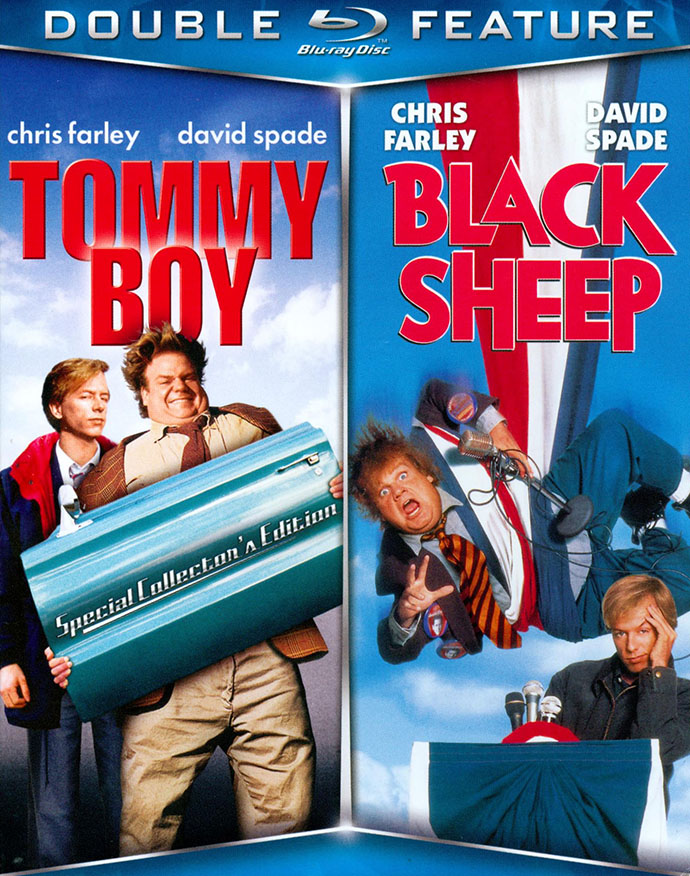 DOUBLE Blu-ray Disc™ FEATURE
chris farley david spade
TOMMY
BOY
Special Collector's Edition
CHRIS DAVID
FARLEY SPADE
BLACK
SHEEP